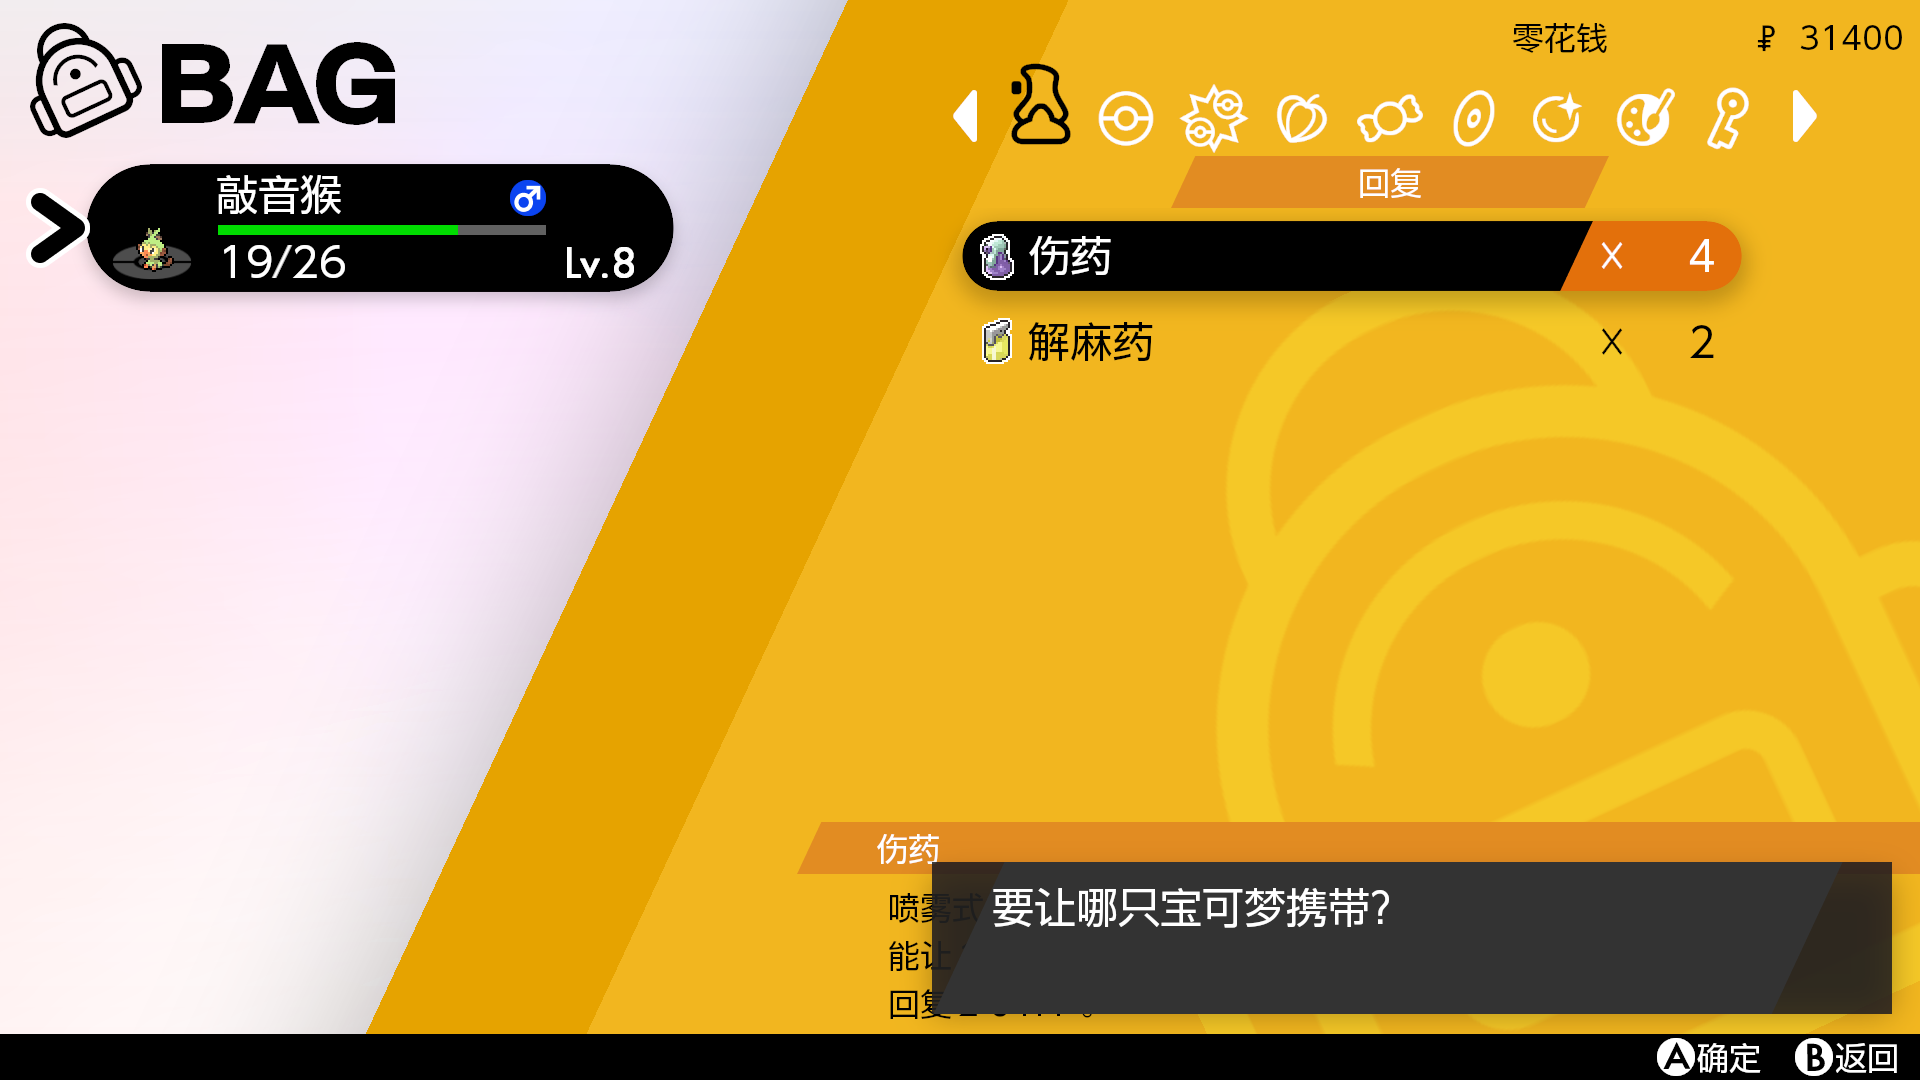 BAG
零花钱 31400
敲音猴
19/26 Lv.8
回复
伤药 X 4
解麻药 X 2
伤药
喷雾式
能让
回复
要让哪只宝可梦携带?
A确定 B返回